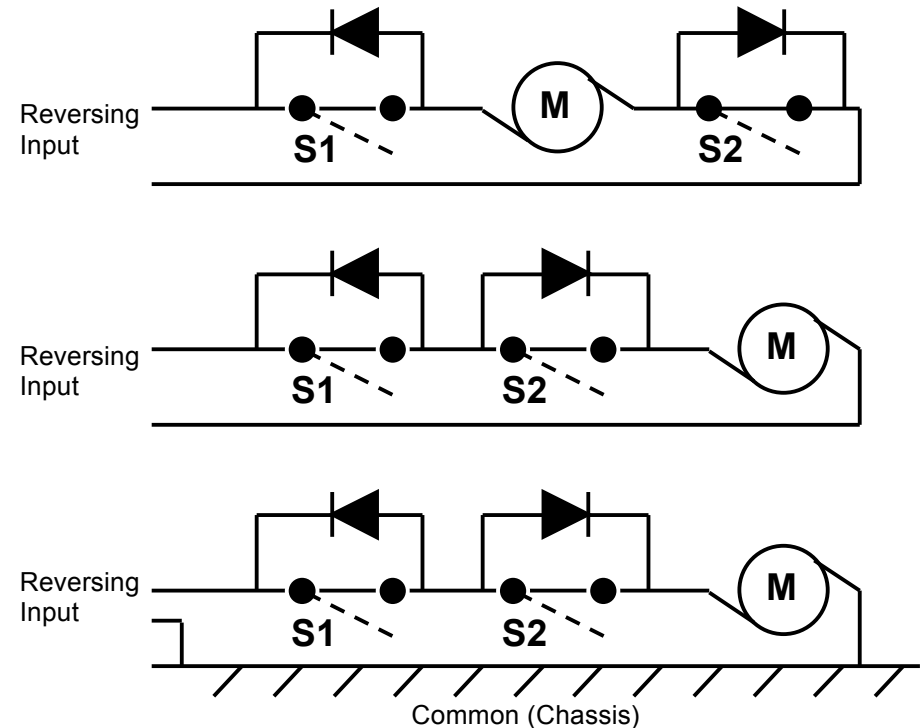 M
Reversing
Input
S1
S2
M
Reversing
Input
S1
S2
M
Reversing
Input
S1
S2
Common (Chassis)